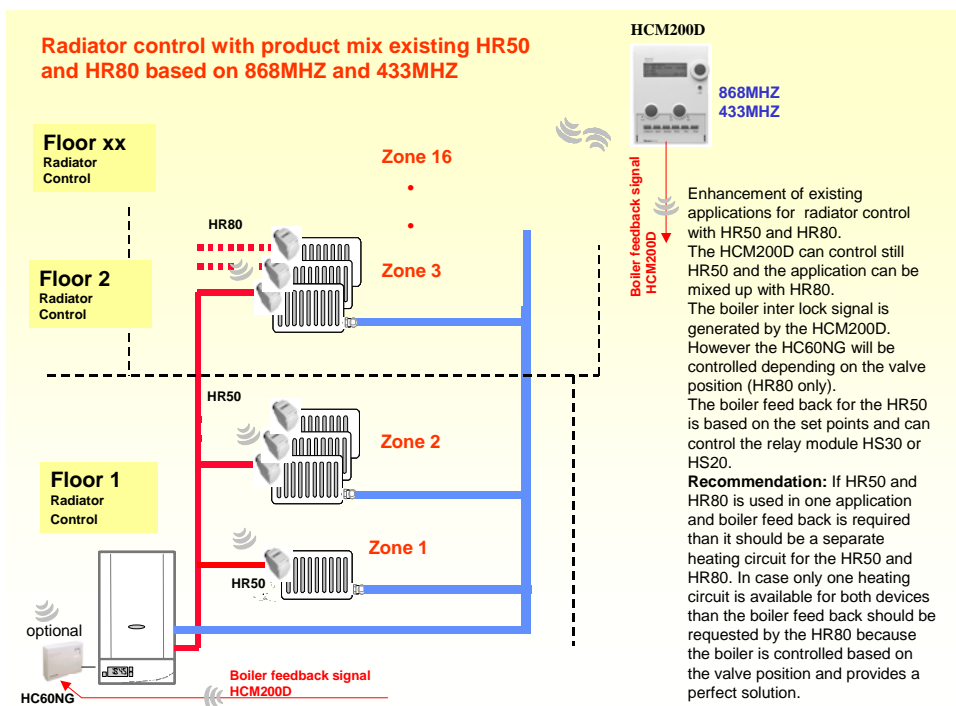 Radiator control with product mix existing HR50
and HR80 based on 868MHZ and 433MHZ
HCM200D
868MHZ
433MHZ
Floor xx
Radiator
Control
Zone 16
•
•
HR80
Zone 3
Floor 2
Radiator
Control
Boiler feedback signal
HCM200D
HR50
Zone 2
Floor 1
Radiator
Control
Zone 1
HR50
optional
HC60NG
Boiler feedback signal
HCM200D
Enhancement of existing
applications for radiator control
with HR50 and HR80.
The HCM200D can control still
HR50 and the application can be
mixed up with HR80.
The boiler inter lock signal is
generated by the HCM200D.
However the HC60NG will be
controlled depending on the valve
position (HR80 only).
The boiler feed back for the HR50
is based on the set points and can
control the relay module HS30 or
HS20.
Recommendation: If HR50 and
HR80 is used in one application
and boiler feed back is required
than it should be a separate
heating circuit for the HR50 and
HR80. In case only one heating
circuit is available for both devices
than the boiler feed back should be
requested by the HR80 because
the boiler is controlled based on
the valve position and provides a
perfect solution.